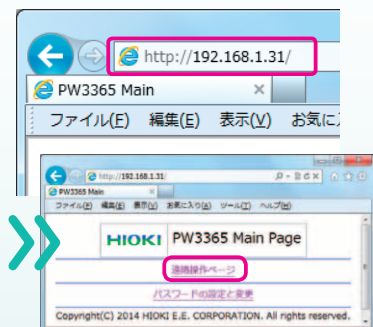 http://192.168.1.31/
PW3365 Main
ファイル(F) 編集(E) 表示(V) お気に
http://192.168.1.31/
PW3365 Main
ファイル(F) 編集(E) 表示(V) お気に入り(A) ツール(T) ヘルプ(H)
HIOKI PW3365 Main Page
遠隔操作ページ
パスワードの設定と変更
Copyright(C) 2014 HIOKI E.E. CORPORATION. All rights reserved.